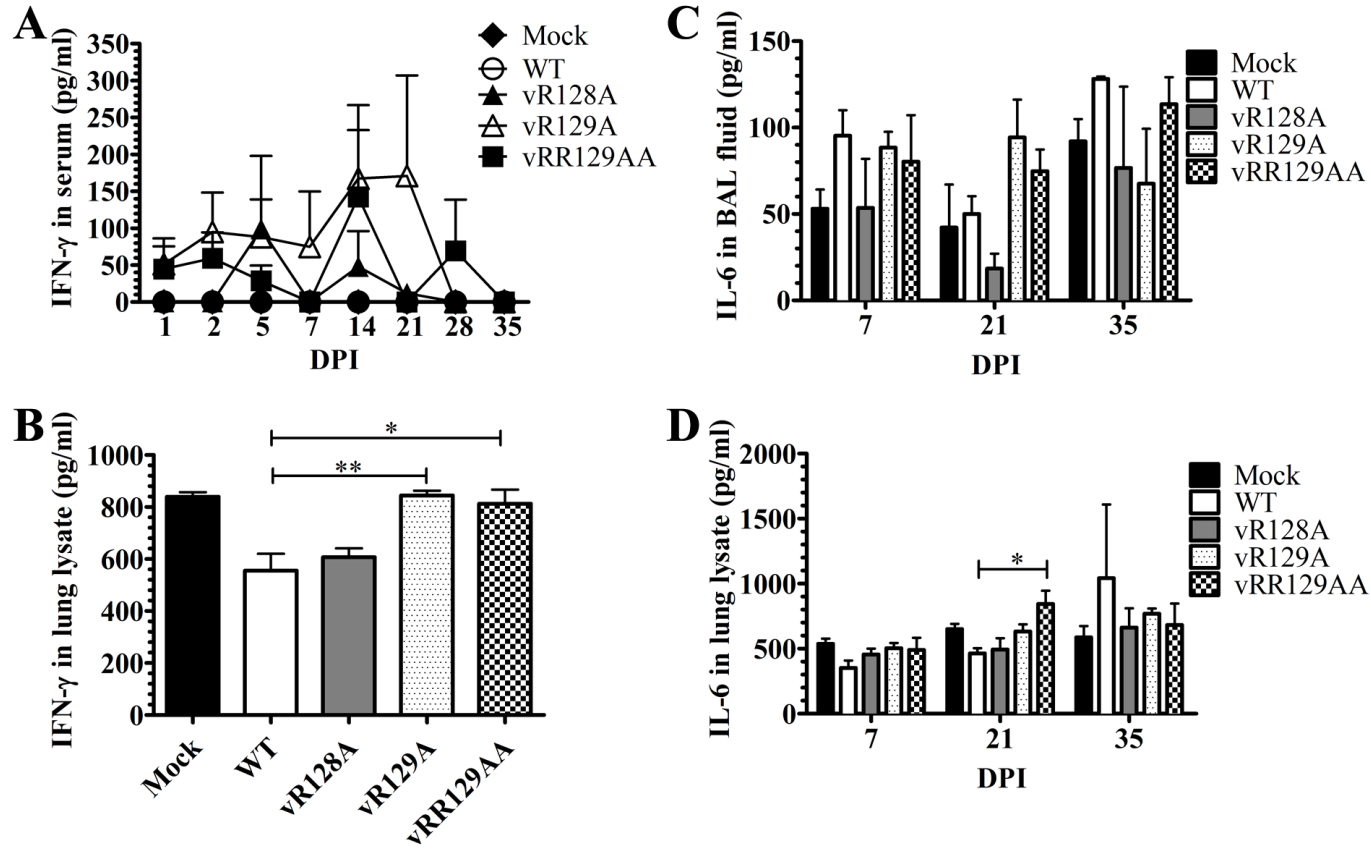 A
IFN-γ in serum (pg/ml)
350
300
250
200
150
100
50
0
1 2 5 7 14 21 28 35
DPI
Mock
WT
vR128A
vR129A
vRR129AA
C
IL-6 in BAL fluid (pg/ml)
150
100
50
0
7 21 35
DPI
Mock
WT
vR128A
vR129A
vRR129AA
B
IFN-γ in lung lysate (pg/ml)
1000
800
600
400
200
0
*
**
Mock WT vR128A vR129A vRR129AA
D
IL-6 in lung lysate (pg/ml)
2000
1500
1000
500
0
*
7 21 35
DPI
Mock
WT
vR128A
vR129A
vRR129AA